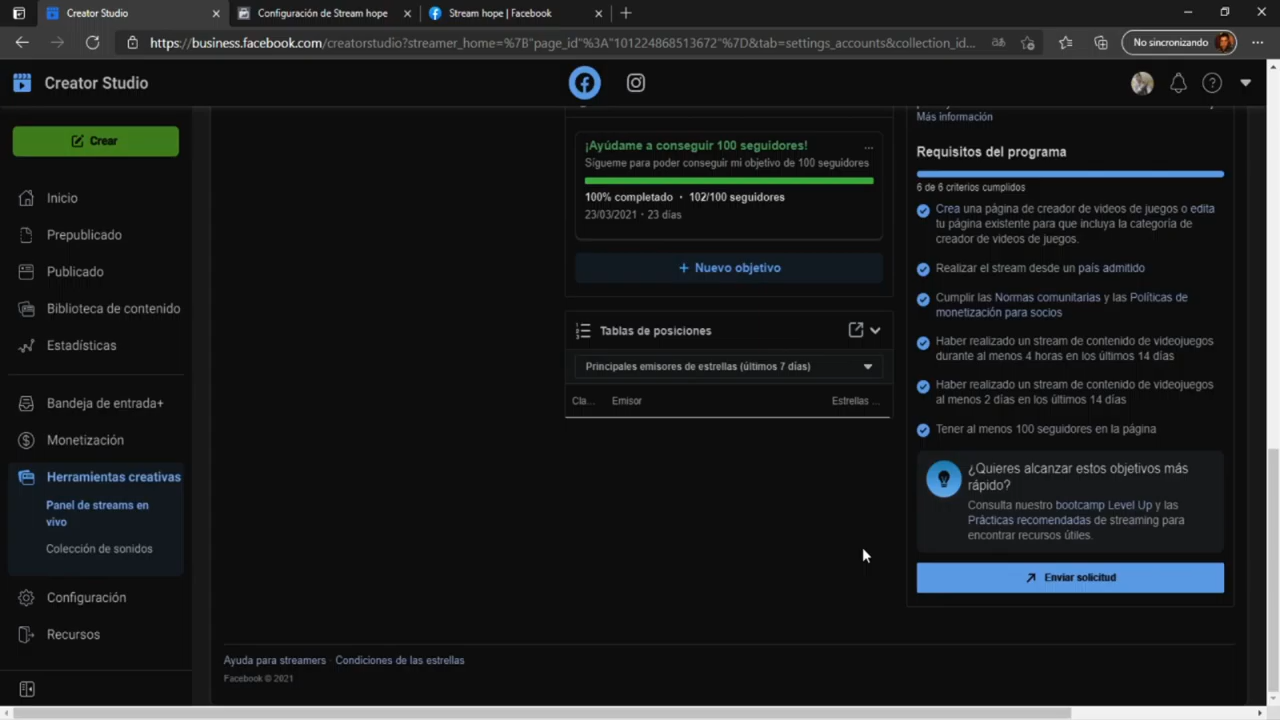 Creator Studio
Configuración de Stream hope
Stream hope | Facebook
https://business.facebook.com/creatorstudio?streamer_home=%7B"page_id"%3A"101224868513672"%7D&tab=settings_accounts&collection_id...
No sincronizando
Creator Studio
Crear
Inicio
Prepublicado
Publicado
Biblioteca de contenido
Estadísticas
Bandeja de entrada+
Monetización
Herramientas creativas
Panel de streams en
vivo
Colección de sonidos
Configuración
Recursos
¡Ayúdame a conseguir 100 seguidores!
Sígueme para poder conseguir mi objetivo de 100 seguidores
100% completado · 102/100 seguidores
23/03/2021 · 23 días
+ Nuevo objetivo
Tablas de posiciones
Principales emisores de estrellas (últimos 7 días)
Cla... Emisor Estrellas ...
Más información
Requisitos del programa
6 de 6 criterios cumplidos
Crea una página de creador de videos de juegos o edita
tu página existente para que incluya la categoría de
creador de videos de juegos.
Realizar el stream desde un país admitido
Cumplir las Normas comunitarias y las Políticas de
monetización para socios
Haber realizado un stream de contenido de videojuegos
durante al menos 4 horas en los últimos 14 días
Haber realizado un stream de contenido de videojuegos
al menos 2 días en los últimos 14 días
Tener al menos 100 seguidores en la página
¿Quieres alcanzar estos objetivos más
rápido?
Consulta nuestro bootcamp Level Up y las
Prácticas recomendadas de streaming para
encontrar recursos útiles.
Enviar solicitud
Ayuda para streamers · Condiciones de las estrellas
Facebook © 2021